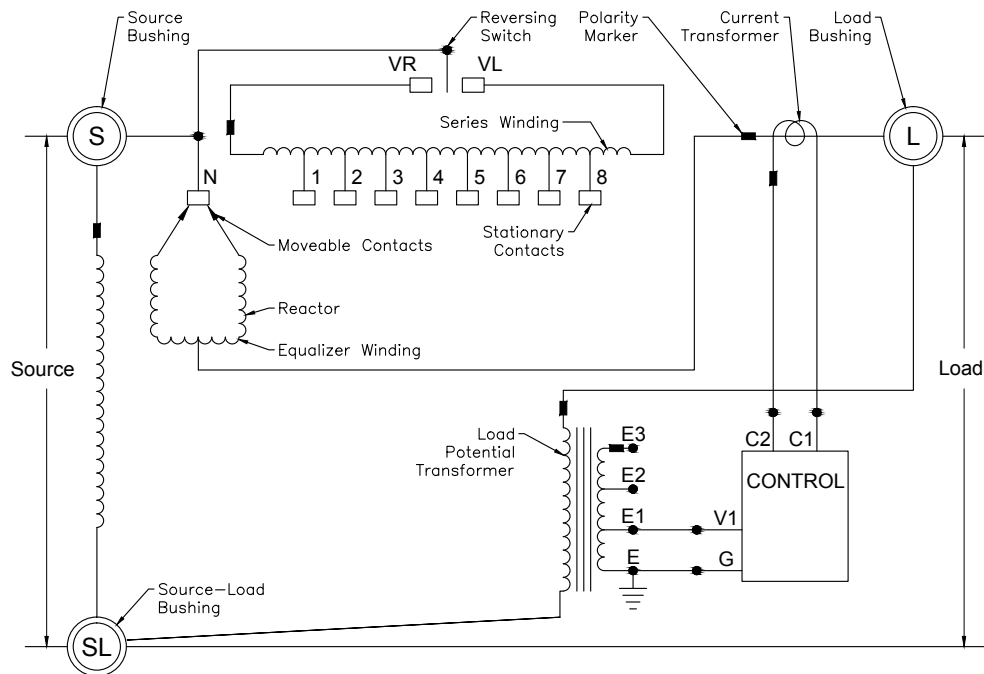 Source
Bushing
Reversing
Switch
Polarity
Marker
Current
Transformer
Load
Bushing
VR
VL
S
Series Winding
L
N
1
2
3
4
5
6
7
8
Moveable Contacts
Stationary
Contacts
Reactor
Equalizer Winding
Source
Load
Load
Potential
Transformer
E3
E2
E1
E
C2
C1
CONTROL
V1
G
Source-Load
Bushing
SL